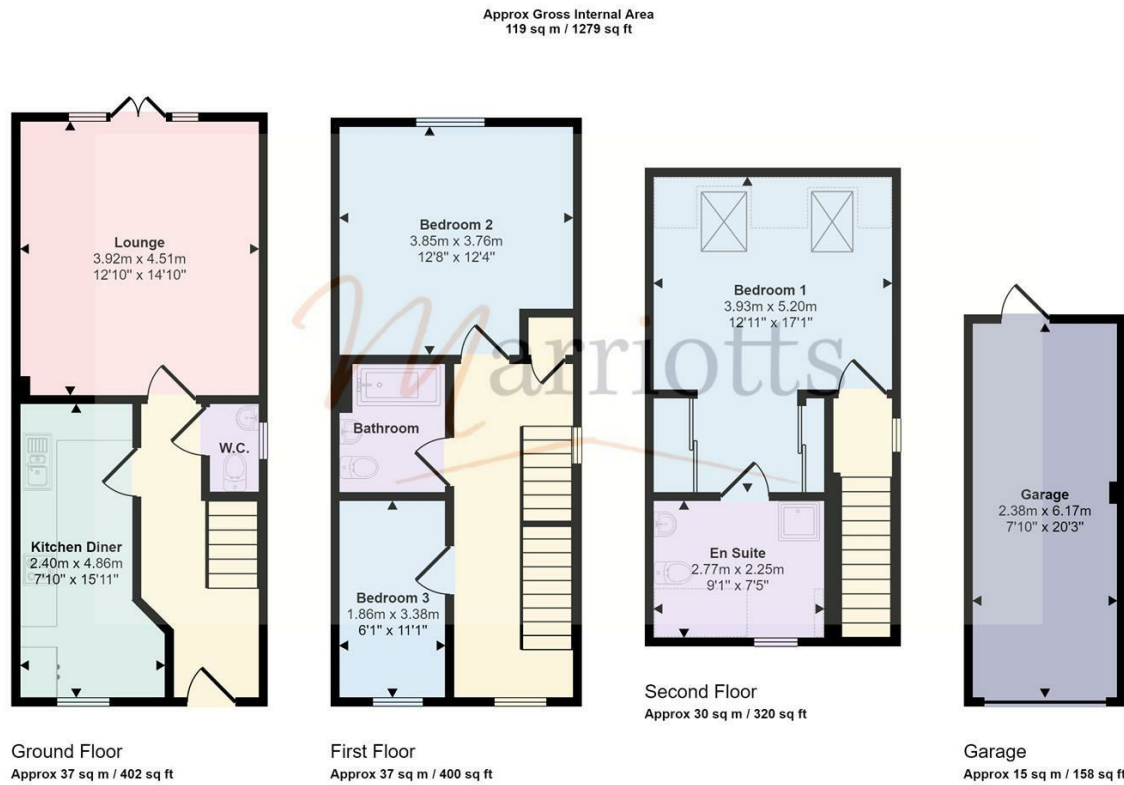 Approx Gross Internal Area
119 sq m / 1279 sq ft
Lounge
3.92m x 4.51m
12'10" x 14'10"
W.C.
Kitchen Diner
2.40m x 4.86m
7'10" x 15'11"
Ground Floor
Approx 37 sq m / 402 sq ft
Bedroom 2
3.85m x 3.76m
12'8" x 12'4"
Bathroom
Bedroom 3
1.86m x 3.38m
6'1" x 11'1"
First Floor
Approx 37 sq m / 400 sq ft
Bedroom 1
3.93m x 5.20m
12'11" x 17'1"
En Suite
2.77m x 2.25m
9'1" x 7'5"
Second Floor
Approx 30 sq m / 320 sq ft
Garage
2.38m x 6.17m
7'10" x 20'3"
Garage
Approx 15 sq m / 158 sq ft
Marriotts